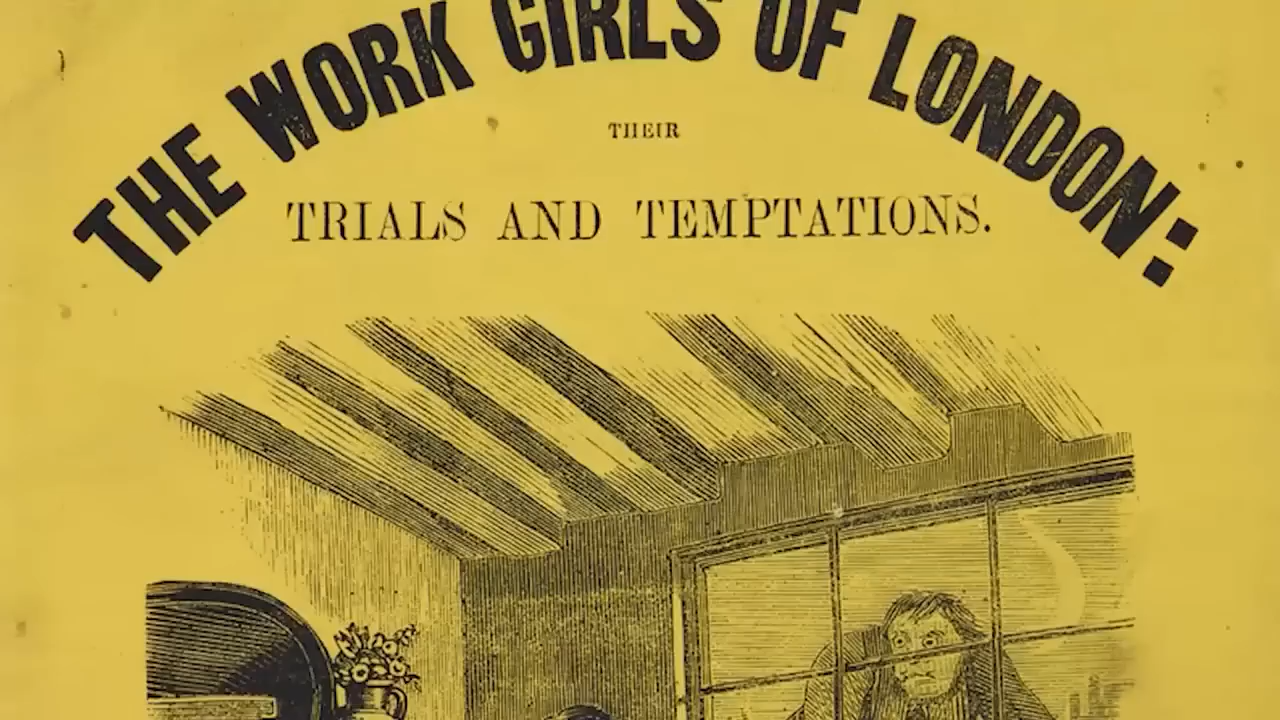 THE WORK GIRLS OF LONDON:
THEIR
TRIALS AND TEMPTATIONS.